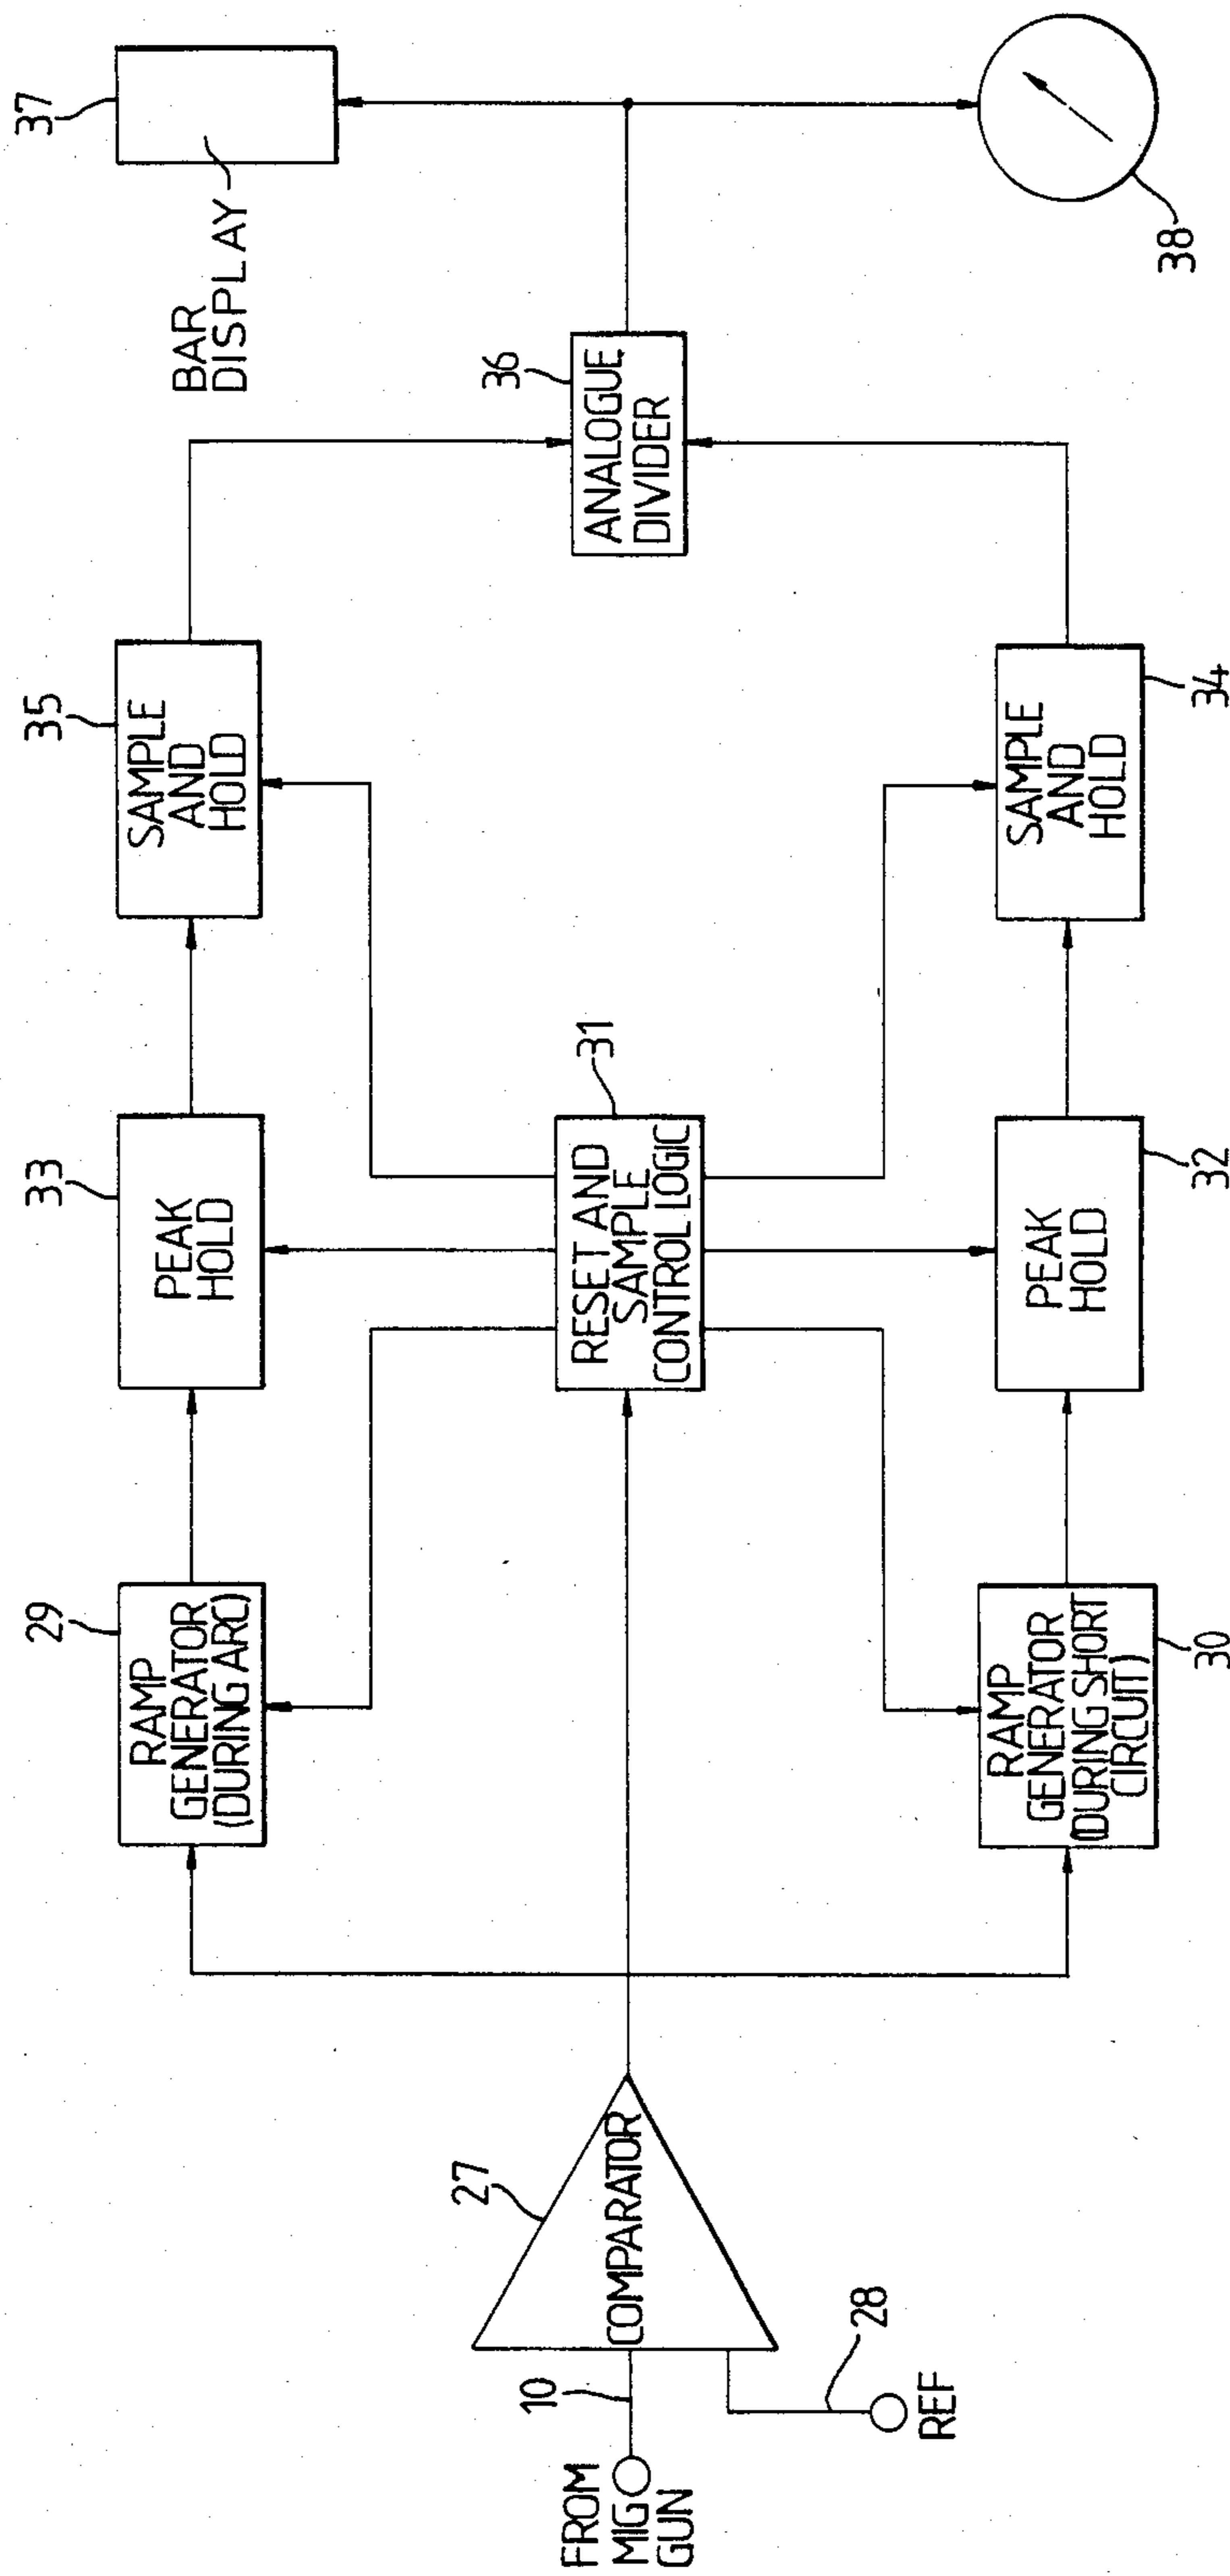 FROM
MIG
GUN
10
REF
28
27
COMPARATOR
29
RAMP
GENERATOR
(DURING ARC)
30
RAMP
GENERATOR
(DURING SHORT
CIRCUIT)
31
RESET AND
SAMPLE
CONTROL LOGIC
33
PEAK
HOLD
32
PEAK
HOLD
35
SAMPLE
AND
HOLD
34
SAMPLE
AND
HOLD
36
ANALOGUE
DIVIDER
BAR
DISPLAY
37
38